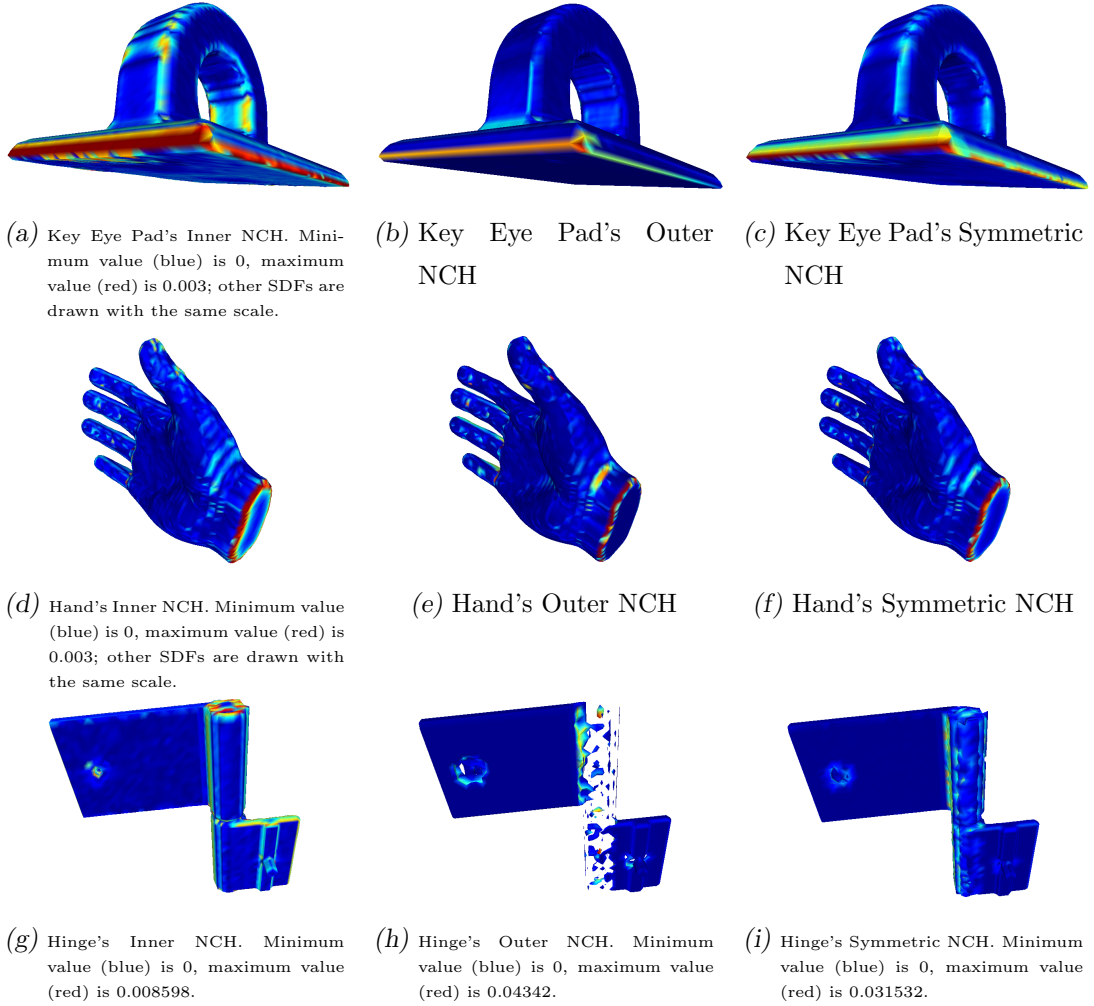 (a) Key Eye Pad's Inner NCH. Mini-
mum value (blue) is 0, maximum
value (red) is 0.003; other SDFs are
drawn with the same scale.
(b) Key Eye Pad's Outer
NCH
(c) Key Eye Pad's Symmetric
NCH
(d) Hand's Inner NCH. Minimum value
(blue) is 0, maximum value (red) is
0.003; other SDFs are drawn with
the same scale.
(e) Hand's Outer NCH
(f) Hand's Symmetric NCH
(g) Hinge's Inner NCH. Minimum
value (blue) is 0, maximum value
(red) is 0.008598.
(h) Hinge's Outer NCH. Minimum
value (blue) is 0, maximum value
(red) is 0.04342.
(i) Hinge's Symmetric NCH. Minimum
value (blue) is 0, maximum value
(red) is 0.031532.